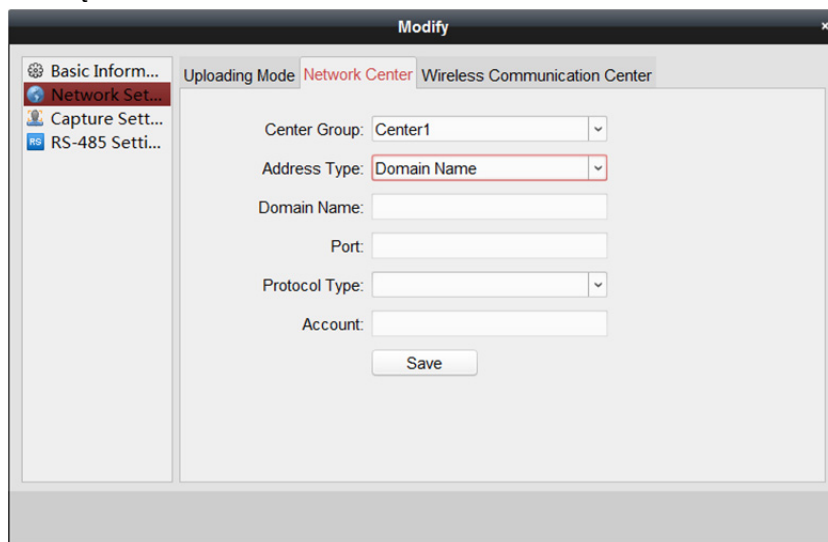 Modify
×
Basic Inform...
Network Set...
Capture Sett...
RS RS-485 Setti...
Uploading Mode Network Center Wireless Communication Center
Center Group: Center1
Address Type: Domain Name
Domain Name:
Port:
Protocol Type:
Account:
Save